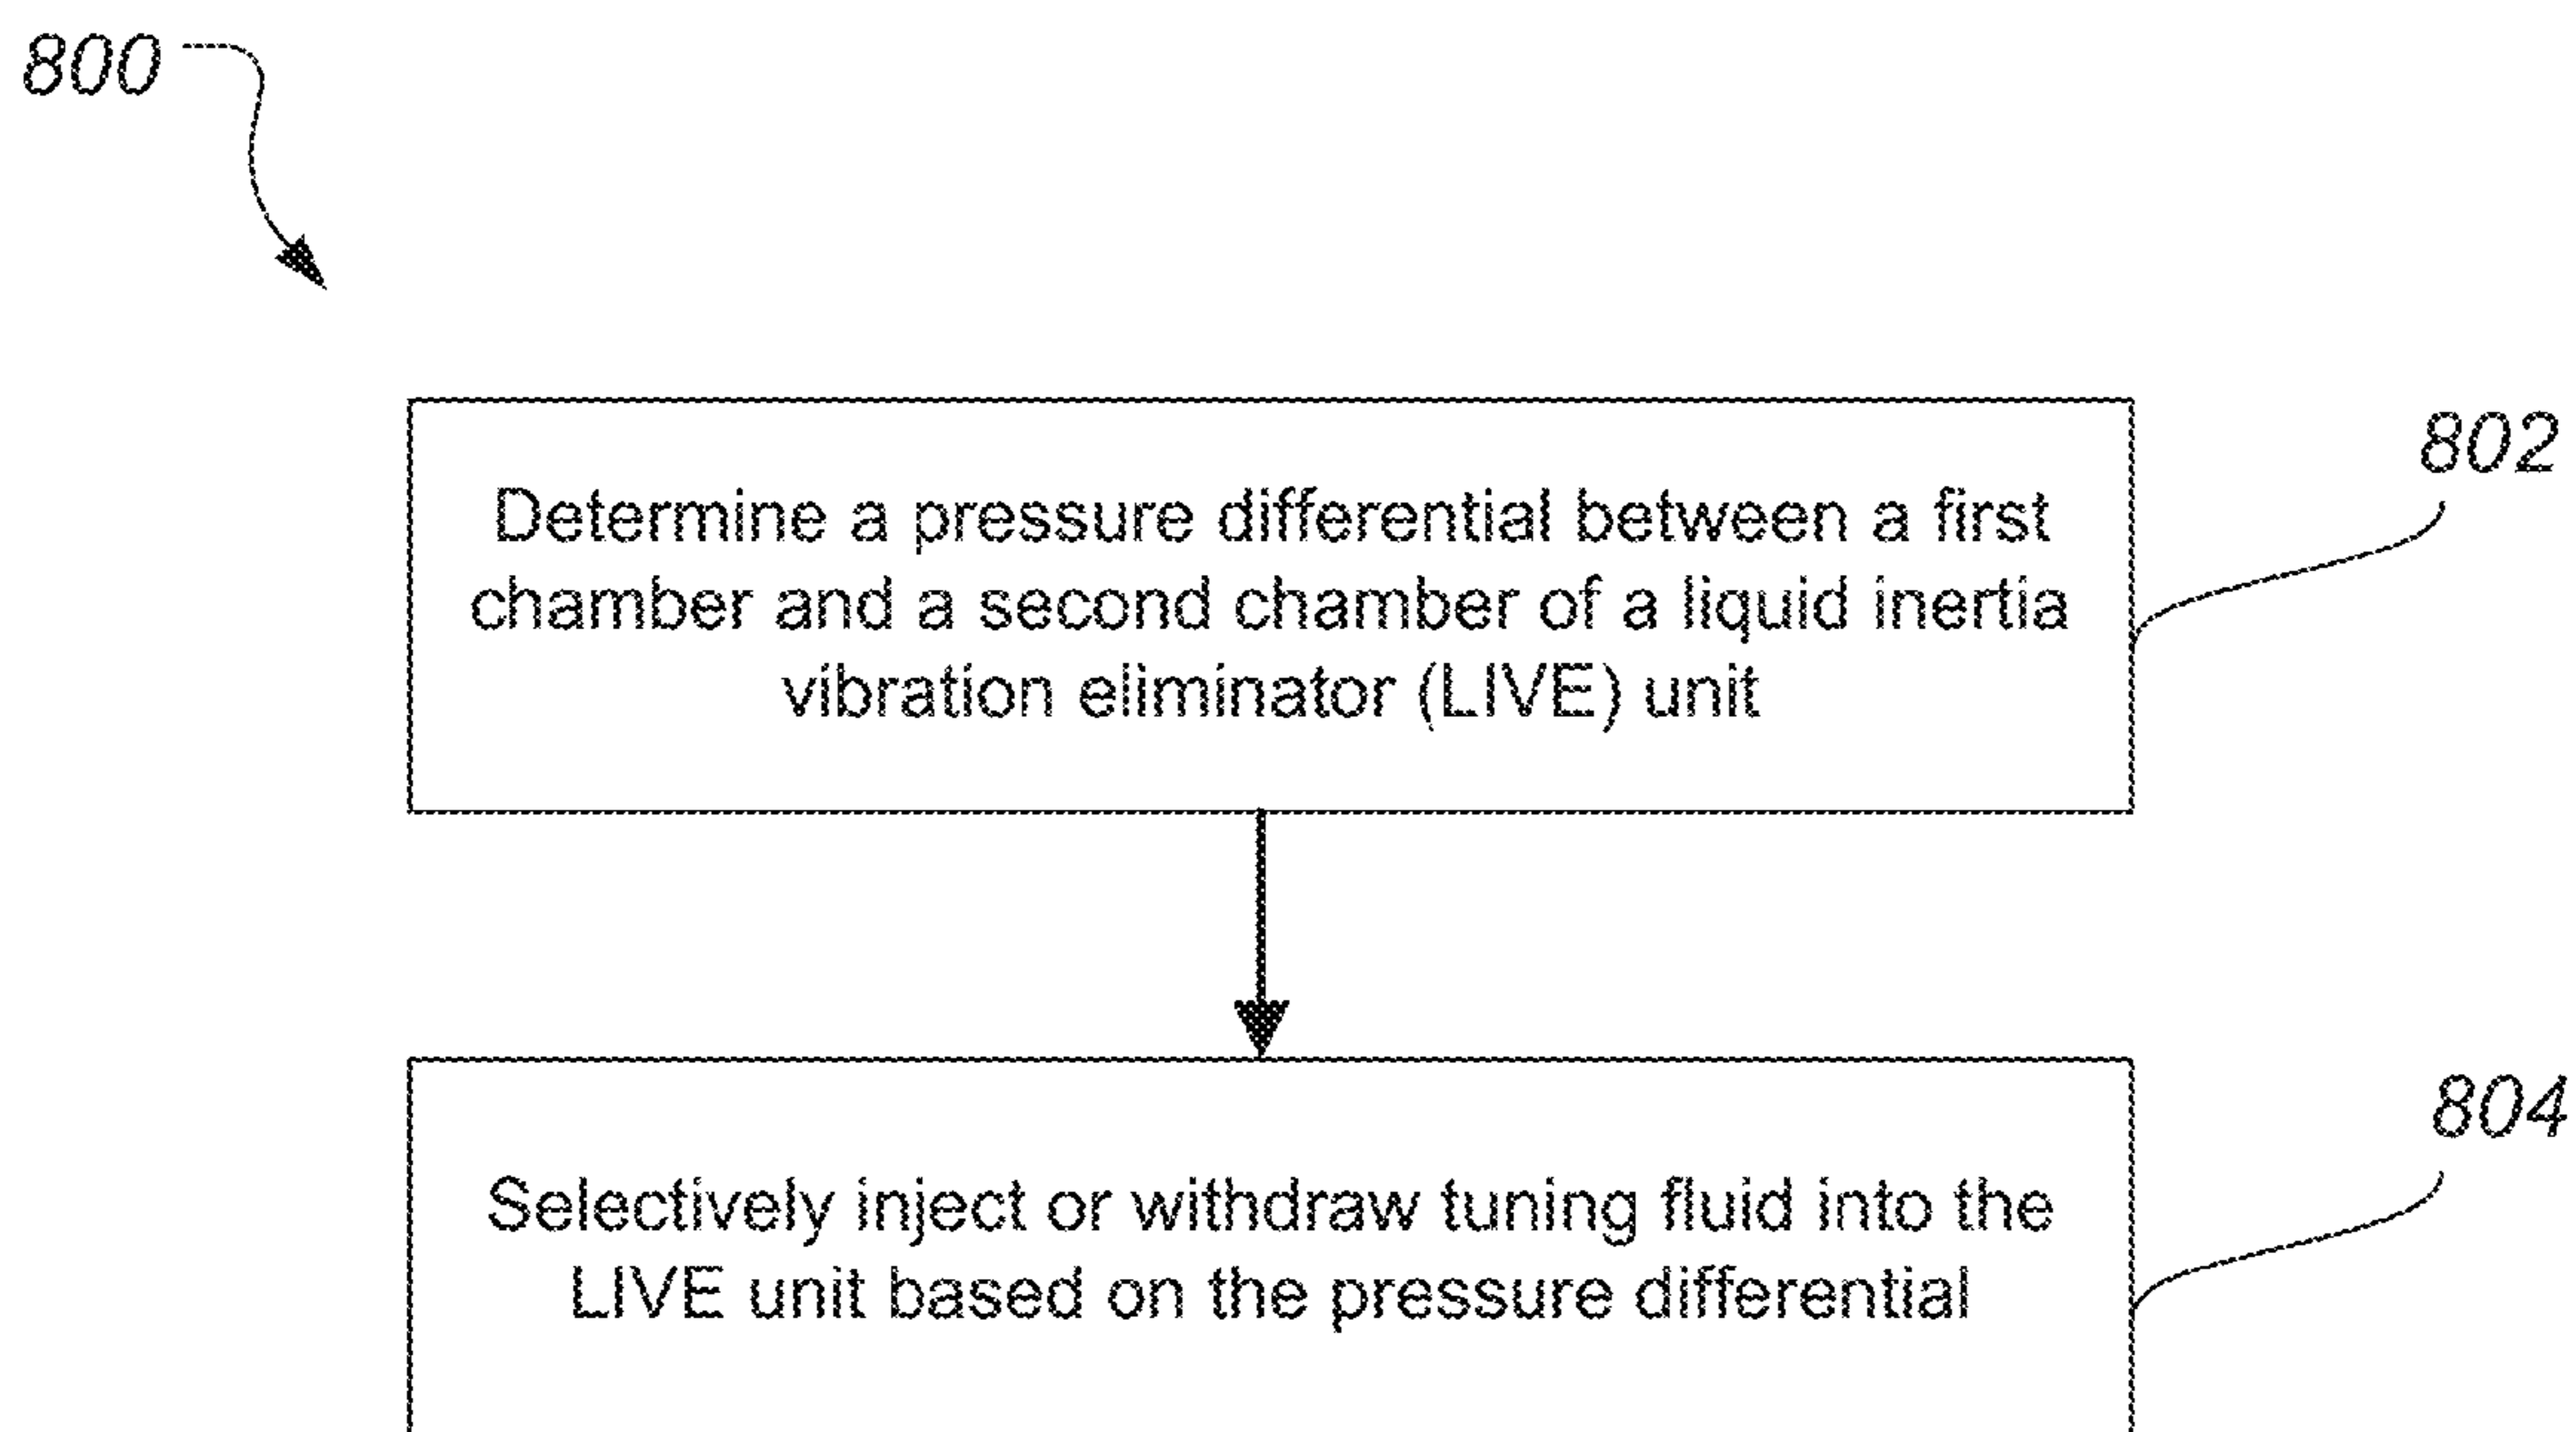 800
802
Determine a pressure differential between a first
chamber and a second chamber of a liquid inertia
vibration eliminator (LIVE) unit
804
Selectively inject or withdraw tuning fluid into the
LIVE unit based on the pressure differential